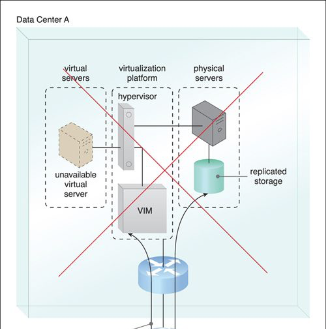 Data Center A
virtual
servers
virtualization
platform
physical
servers
hypervisor
unavailable
virtual
server
VIM
replicated
storage